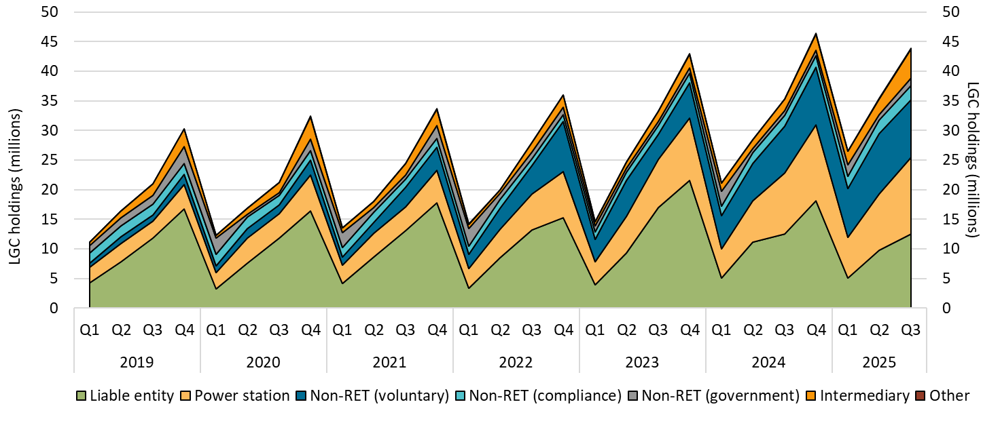 50 50
45 45
40 40
35 35
30 30
25 25
20 20
15 15
10 10
5 5
0 0
LGC holdings (millions)
LGC holdings (millions)
Q1 Q2 Q3 Q4 Q1 Q2 Q3 Q4 Q1 Q2 Q3 Q4 Q1 Q2 Q3 Q4 Q1 Q2 Q3 Q4 Q1 Q2 Q3 Q4 Q1 Q2 Q3
2019 2020 2021 2022 2023 2024 2025
Liable entity Power station Non-RET (voluntary) Non-RET (compliance) Non-RET (government) Intermediary Other